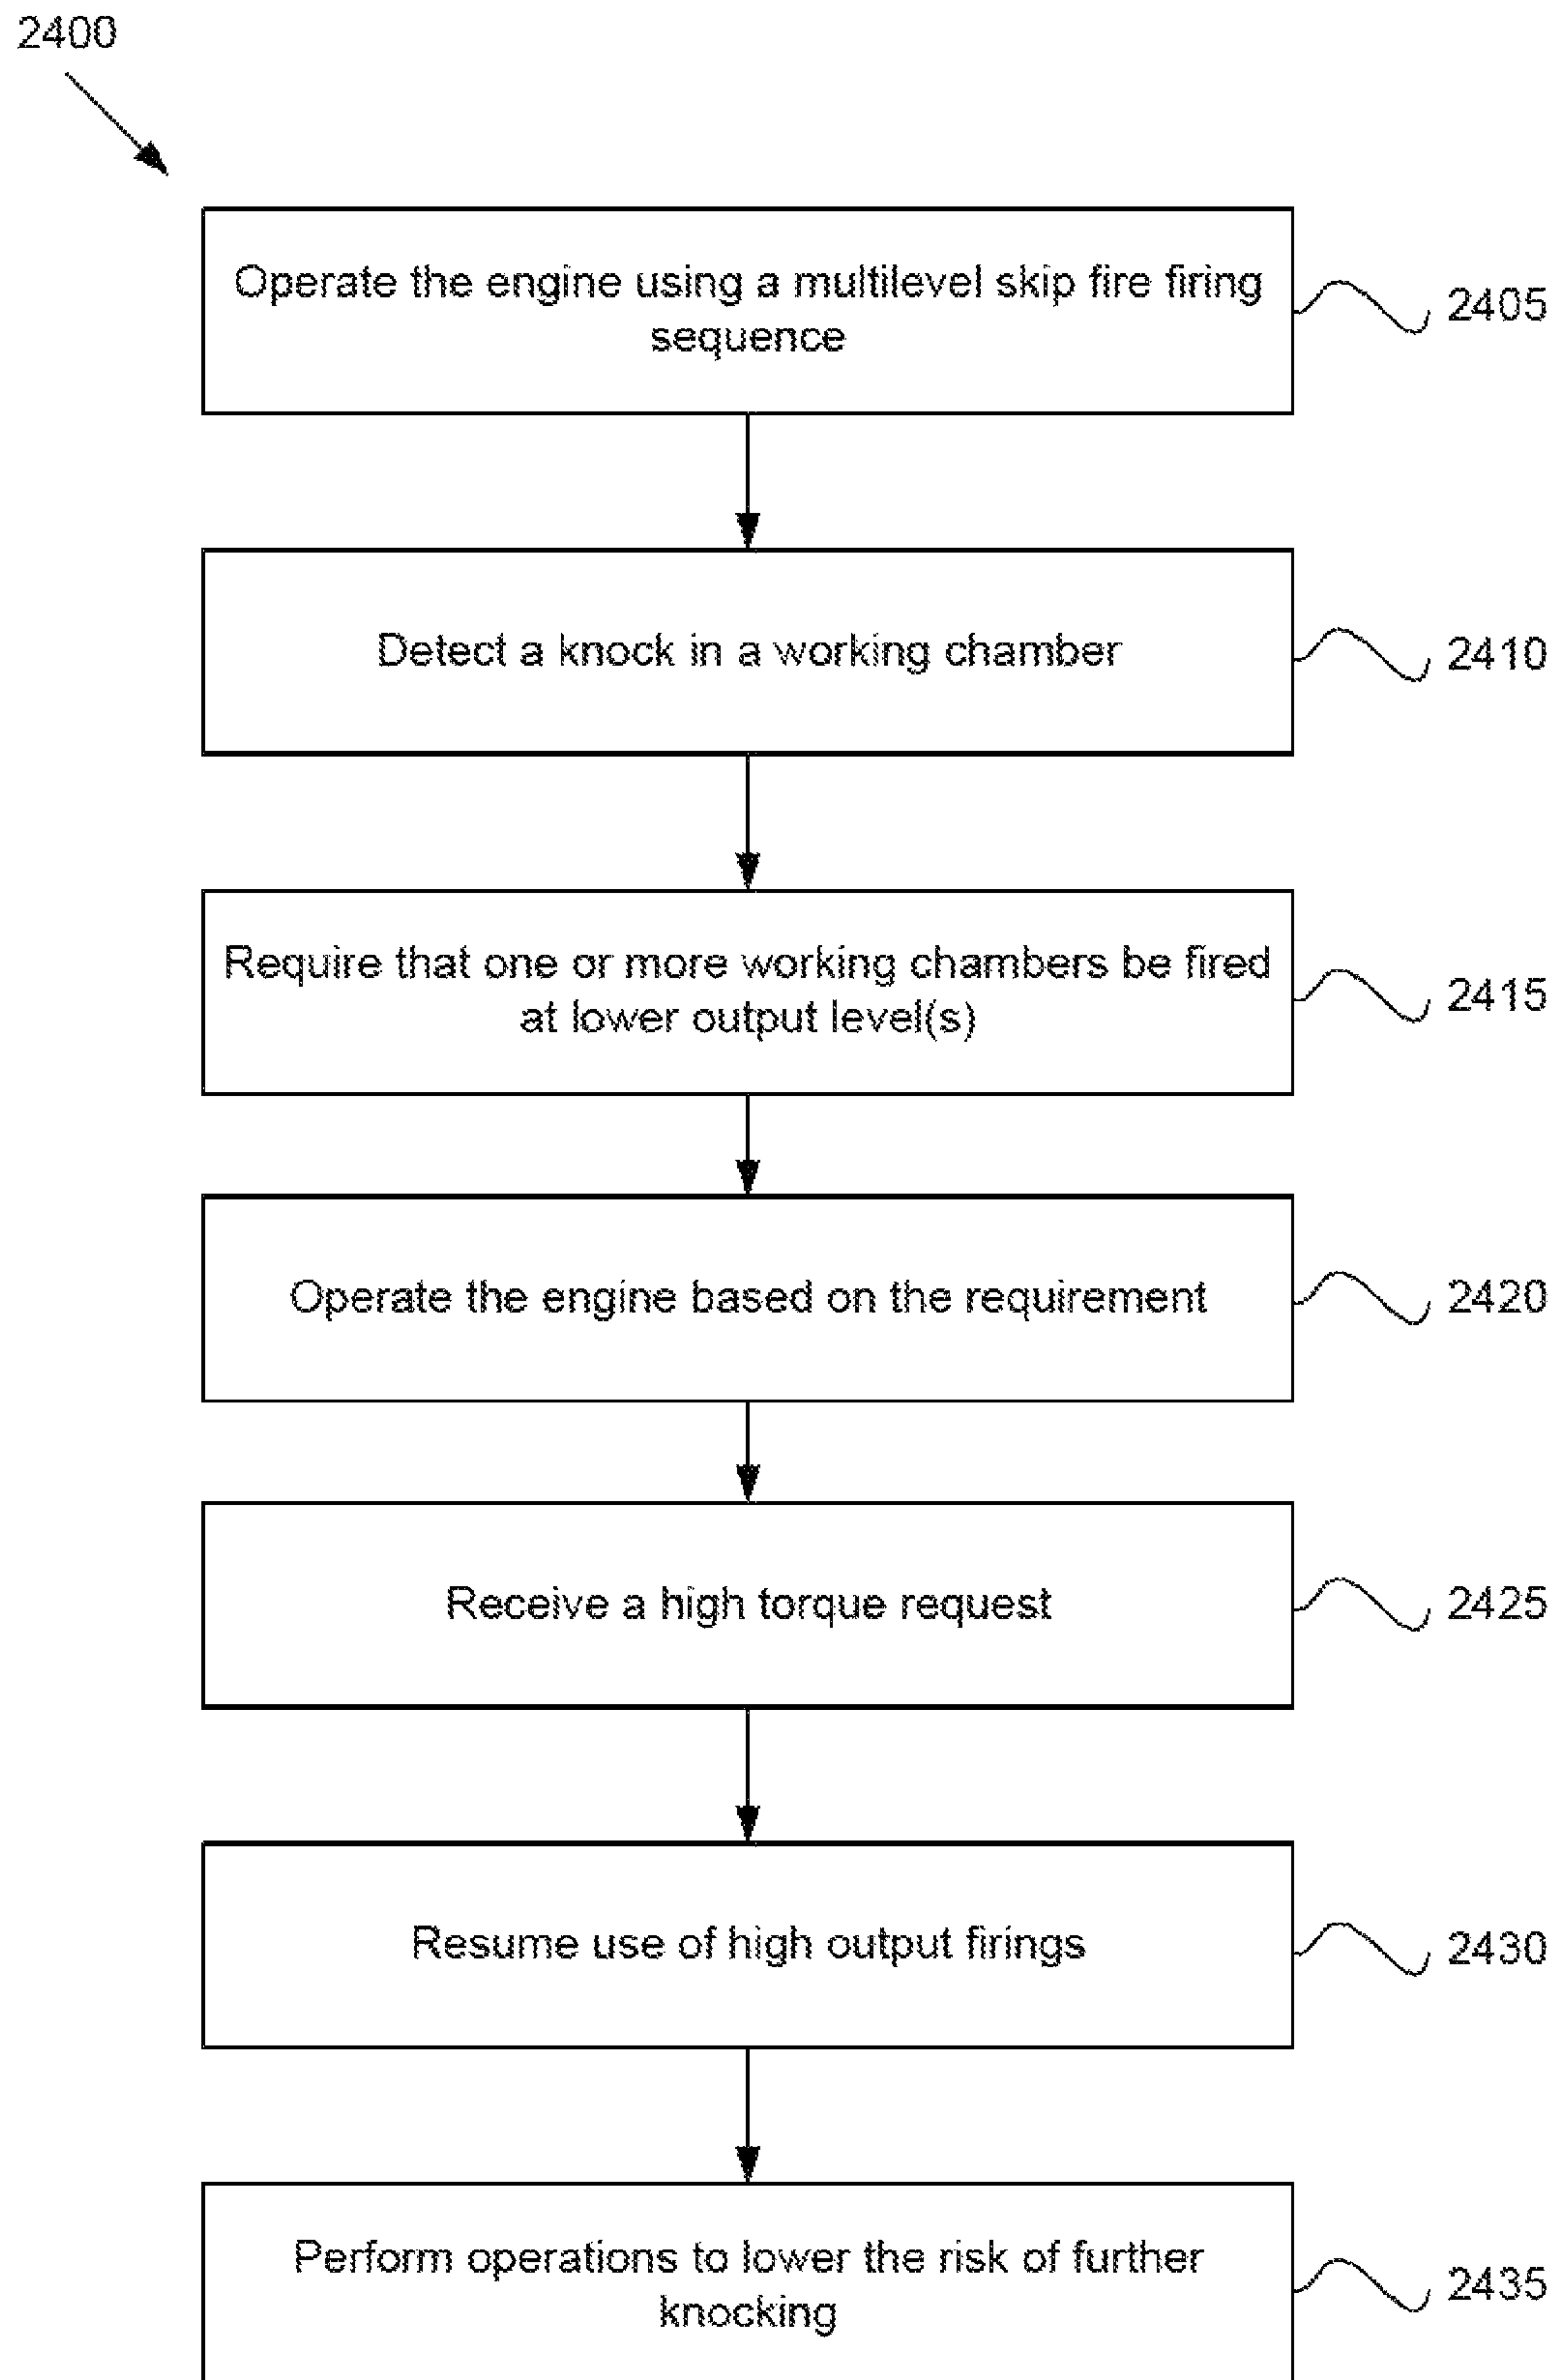 2400
Operate the engine using a multilevel skip fire firing
sequence
2405
Detect a knock in a working chamber
2410
Require that one or more working chambers be fired
at lower output level(s)
2415
Operate the engine based on the requirement
2420
Receive a high torque request
2425
Resume use of high output firings
2430
Perform operations to lower the risk of further
knocking
2435